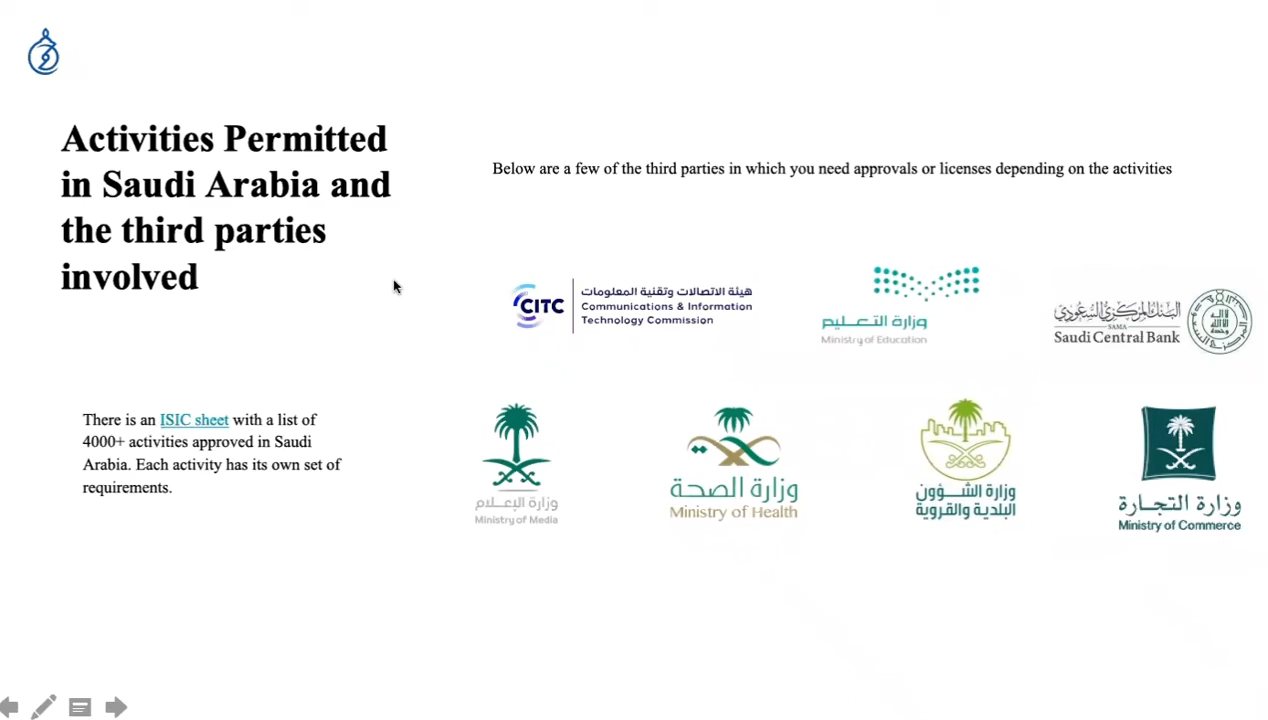 Activities Permitted
in Saudi Arabia and
the third parties
involved
Below are a few of the third parties in which you need approvals or licenses depending on the activities
هيئة الاتصالات وتقنية المعلومات
CITC
Communications & Information
Technology Commission
وزارة التعليم
Ministry of Education
البنك المركزي السعودي
SAMA
Saudi Central Bank
There is an ISIC sheet with a list of
4000+ activities approved in Saudi
Arabia. Each activity has its own set of
requirements.
وزارة الإعلام
Ministry of Media
وزارة الصحة
Ministry of Health
وزارة الشؤون
البلدية والقروية
وزارة التجارة
Ministry of Commerce